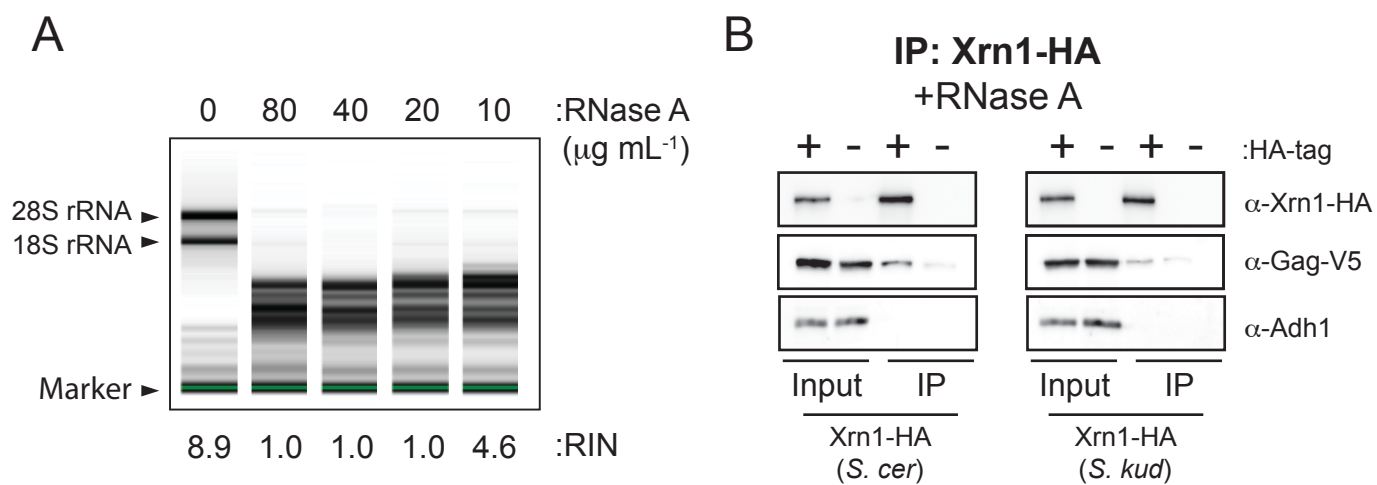 A
0 80 40 20 10 :RNase A
(μg mL-1)
28S rRNA
18S rRNA
Marker
8.9 1.0 1.0 1.0 4.6 :RIN
B
IP: Xrn1-HA
+RNase A
+ - + - + - + - :HA-tag
α-Xrn1-HA
α-Gag-V5
α-Adh1
Input IP Input IP
Xrn1-HA Xrn1-HA
(S. cer) (S. kud)